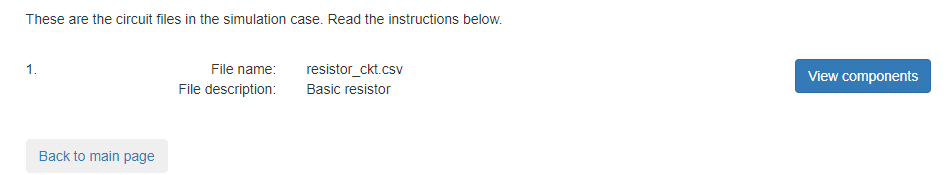 These are the circuit files in the simulation case. Read the instructions below.
1. File name: resistor_ckt.csv
File description: Basic resistor
View components
Back to main page